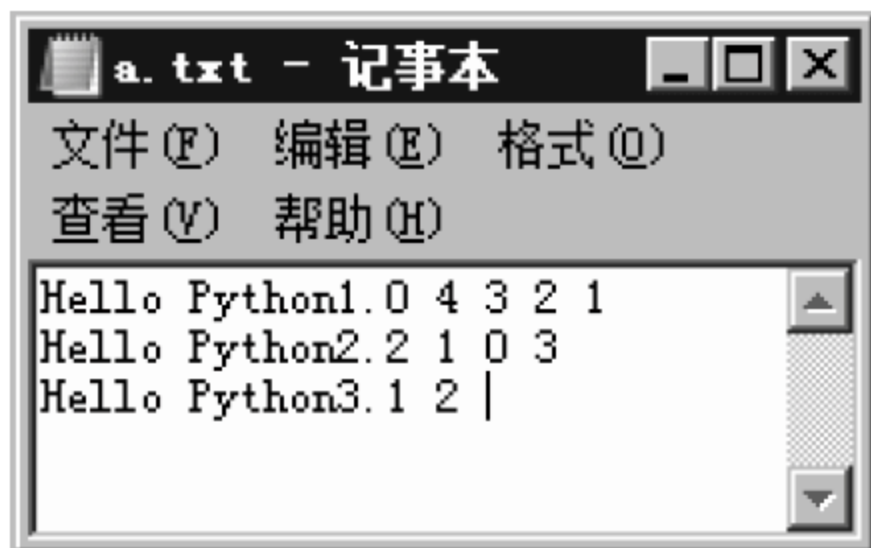 a.txt - 记事本
文件(F) 编辑(E) 格式(O)
查看(V) 帮助(H)
Hello Python1.0 4 3 2 1
Hello Python2.2 1 0 3
Hello Python3.1 2